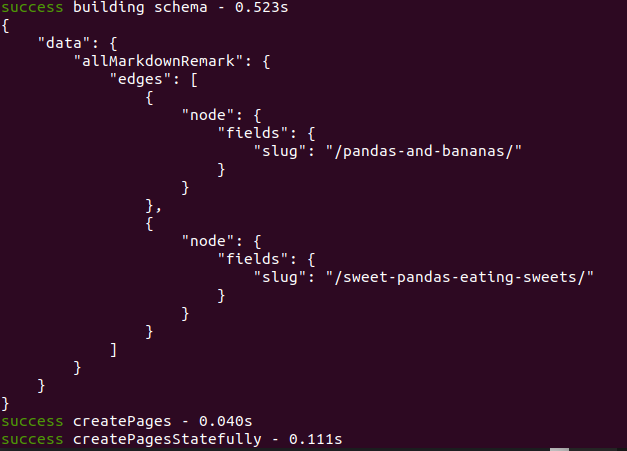 success building schema - 0.523s
{
    "data": {
        "allMarkdownRemark": {
            "edges": [
                {
                    "node": {
                        "fields": {
                            "slug": "/pandas-and-bananas/"
                        }
                    }
                },
                {
                    "node": {
                        "fields": {
                            "slug": "/sweet-pandas-eating-sweets/"
                        }
                    }
                }
            ]
        }
    }
}
success createPages - 0.040s
success createPagesStatefully - 0.111s